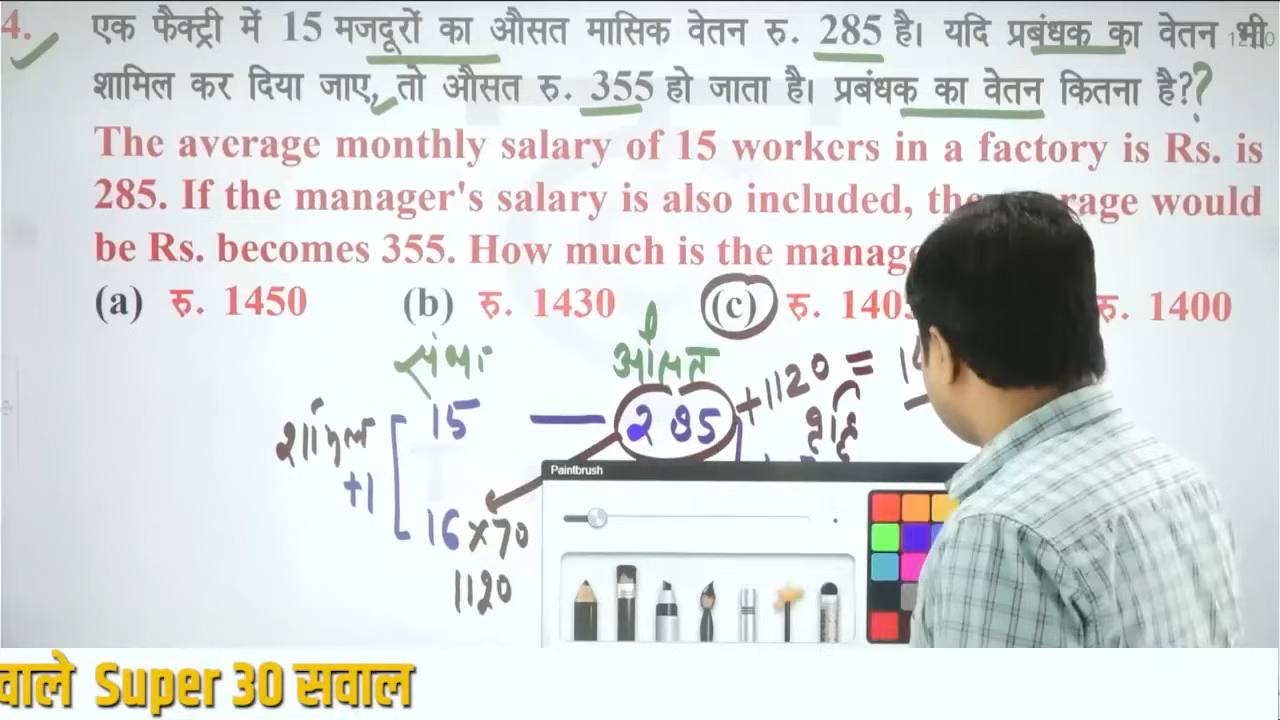 4. एक फैक्ट्री में 15 मजदूरों का औसत मासिक वेतन रु. 285 है। यदि प्रबंधक का वेतन भी
शामिल कर दिया जाए, तो औसत रु. 355 हो जाता है। प्रबंधक का वेतन कितना है??
The average monthly salary of 15 workers in a factory is Rs. is
285. If the manager's salary is also included, the average would
be Rs. becomes 355. How much is the
(a) रु. 1450 (b) रु. 1430 (c) रु. रु. 1400
संख्या औसत
+1120 =
शामिल 15 285 वृद्धि
+1
Paintbrush
16 × 70
1120
वाले Super 30 सवाल